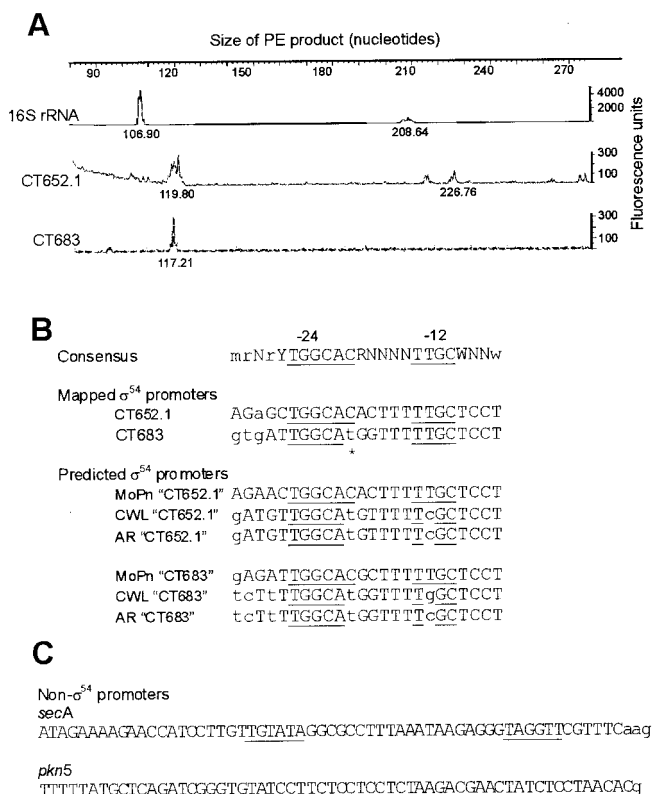 A
Size of PE product (nucleotides)
90 120 150 180 210 240 270
16S rRNA
4000
2000
106.90 208.64
CT652.1
300
100
119.80 226.76
CT683
300
100
117.21
Fluorescence units
B
-24 -12
Consensus mrNrYTGGCACRNNNNTTGCWNNw
Mapped σ54 promoters
CT652.1 AGaGCTGGCACACTTTTTGCTCCT
CT683 gtgATTGGCAtGGTTTTTGCTCCT
*
Predicted σ54 promoters
MoPn "CT652.1" AGAACTGGCACACTTTTTGCTCCT
CWL "CT652.1" gATGTTGGCAtGTTTTTcGCTCCT
AR "CT652.1" gATGTTGGCAtGTTTTTcGCTCCT
MoPn "CT683" gAGATTGGCACGCTTTTTGCTCCT
CWL "CT683" tcTtTTGGCAtGGTTTTgGCTCCT
AR "CT683" tcTtTTGGCAtGGTTTTcGCTCCT
C
Non-σ54 promoters
secA
ATAGAAAAGAACCATCCTTGTTGTATAGGCGCCTTTAAATAAGAGGGTAGGTTCGTTTCaag
pkn5
TTTTTATGCTCAGATCGGGTGTATCCTTCTCCTCCTCTAAGACGAACTATCTCCTAACACg